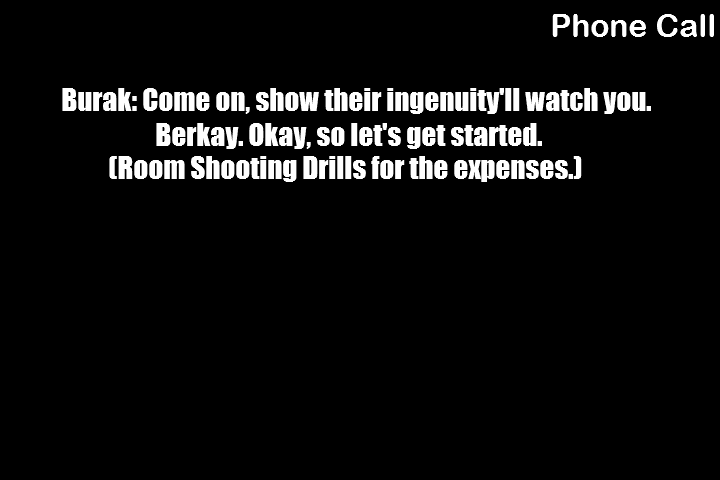 Phone Call
Burak: Come on, show their ingenuity'll watch you.
Berkay. Okay, so let's get started.
(Room Shooting Drills for the expenses.)